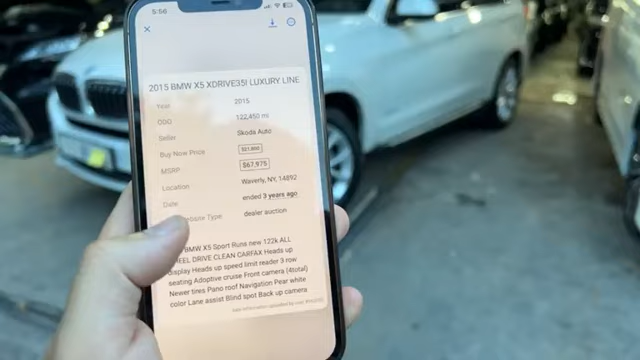 5:56
2015 BMW X5 XDRIVE35I LUXURY LINE
Year 2015
ODO 122,450 mi
Seller Skoda Auto
Buy Now Price
MSRP $67,975
Location Waverly, NY, 14892
Date ended 3 years ago
Type dealer auction
BMW X5 Sport Runs new 122k ALL
EEL DRIVE CLEAN CARFAX Heads up
display Heads up speed limit reader 3 row
seating Adoptive cruise Front camera (4total)
Newer tires Pano roof Navigation Pear white
color Lane assist Blind spot Back up camera